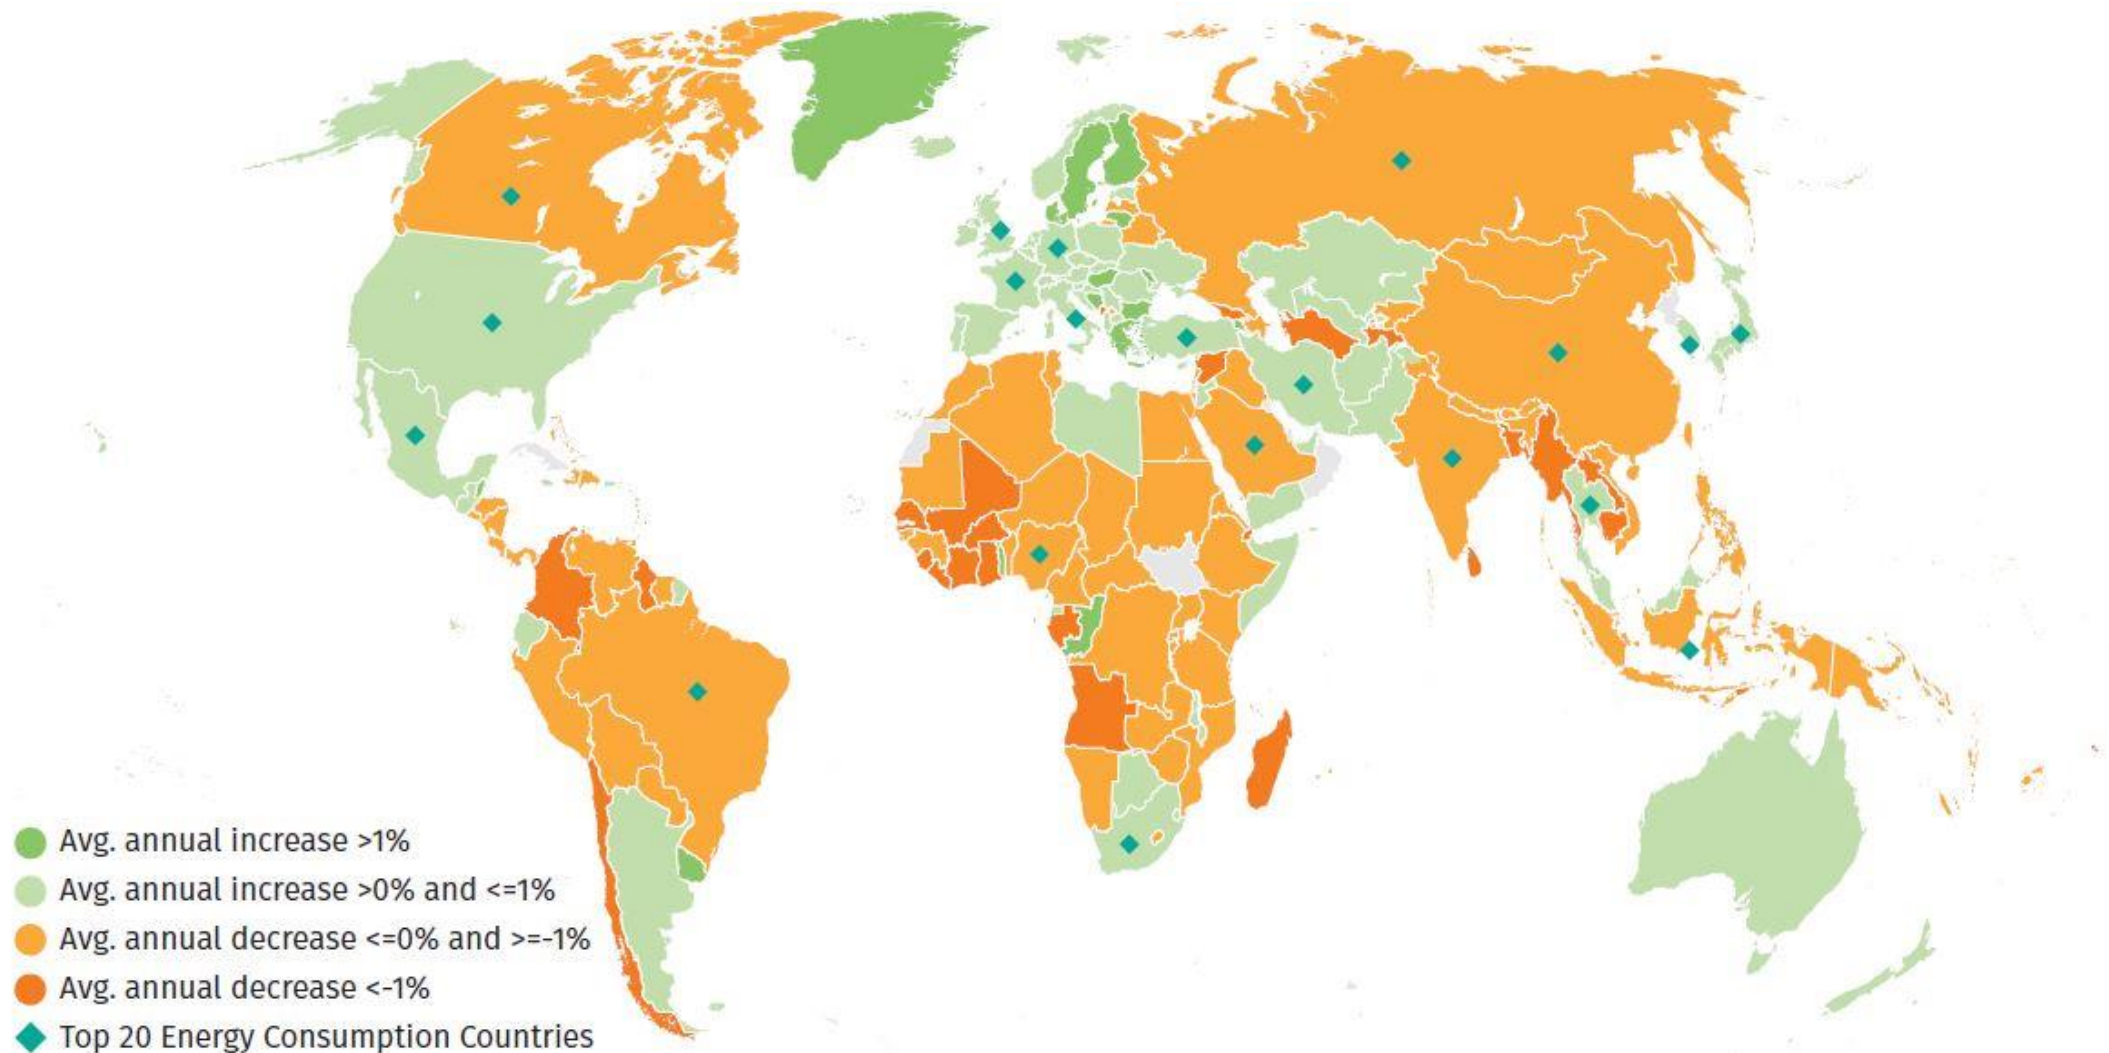 Avg. annual increase >1%
Avg. annual increase >0% and <=1%
Avg. annual decrease <=0% and >=-1%
Avg. annual decrease <-1%
Top 20 Energy Consumption Countries